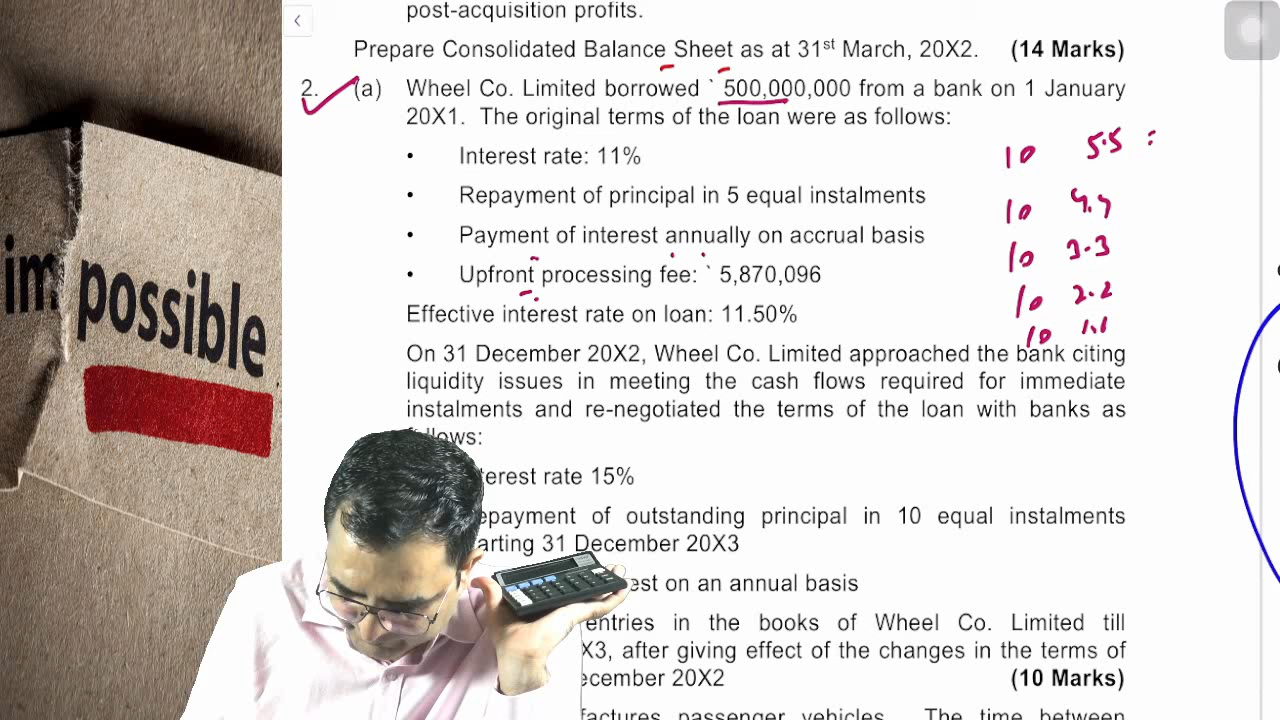 impossible
post-acquisition profits.
Prepare Consolidated Balance Sheet as at 31st March, 20X2. (14 Marks)
2. (a) Wheel Co. Limited borrowed ` 500,000,000 from a bank on 1 January
20X1. The original terms of the loan were as follows:
• Interest rate: 11%
10 5.5 =
• Repayment of principal in 5 equal instalments
10 4.4
• Payment of interest annually on accrual basis
10 3.3
• Upfront processing fee: ` 5,870,096
10 2.2
Effective interest rate on loan: 11.50%
10 1.1
On 31 December 20X2, Wheel Co. Limited approached the bank citing
liquidity issues in meeting the cash flows required for immediate
instalments and re-negotiated the terms of the loan with banks as
follows:
terest rate 15%
epayment of outstanding principal in 10 equal instalments
arting 31 December 20X3
est on an annual basis
entries in the books of Wheel Co. Limited till
X3, after giving effect of the changes in the terms of
ecember 20X2 (10 Marks)
factures passenger vehicles. The time between